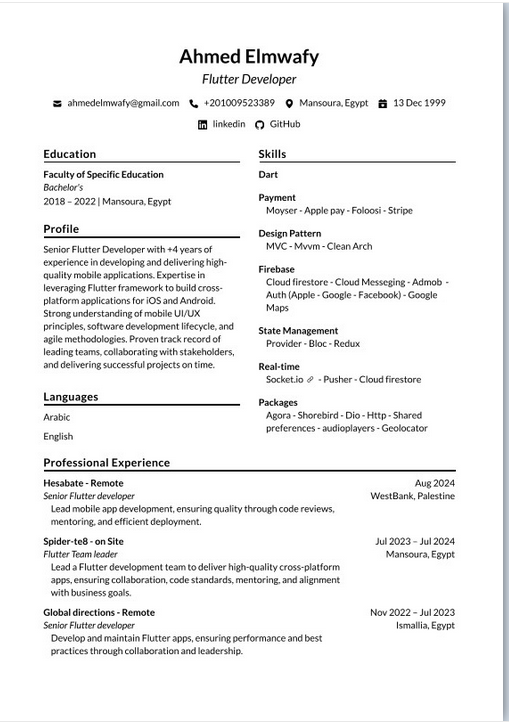 Ahmed Elmwafy
Flutter Developer
ahmedelmwafy@gmail.com +201009523389 Mansoura, Egypt 13 Dec 1999
linkedin GitHub
Education
Faculty of Specific Education
Bachelor's
2018 – 2022 | Mansoura, Egypt
Profile
Senior Flutter Developer with +4 years of
experience in developing and delivering high-
quality mobile applications. Expertise in
leveraging Flutter framework to build cross-
platform applications for iOS and Android.
Strong understanding of mobile UI/UX
principles, software development lifecycle, and
agile methodologies. Proven track record of
leading teams, collaborating with stakeholders,
and delivering successful projects on time.
Languages
Arabic
English
Skills
Dart
Payment
Moyser - Apple pay - Foloosi - Stripe
Design Pattern
MVC - Mvvm - Clean Arch
Firebase
Cloud firestore - Cloud Messeging - Admob -
Auth (Apple - Google - Facebook) - Google
Maps
State Management
Provider - Bloc - Redux
Real-time
Socket.io - Pusher - Cloud firestore
Packages
Agora - Shorebird - Dio - Http - Shared
preferences - audioplayers - Geolocator
Professional Experience
Hesabate - Remote Aug 2024
Senior Flutter developer WestBank, Palestine
Lead mobile app development, ensuring quality through code reviews,
mentoring, and efficient deployment.
Spider-te8 - on Site Jul 2023 – Jul 2024
Flutter Team leader Mansoura, Egypt
Lead a Flutter development team to deliver high-quality cross-platform
apps, ensuring collaboration, code standards, mentoring, and alignment
with business goals.
Global directions - Remote Nov 2022 – Jul 2023
Senior Flutter developer Ismallia, Egypt
Develop and maintain Flutter apps, ensuring performance and best
practices through collaboration and leadership.